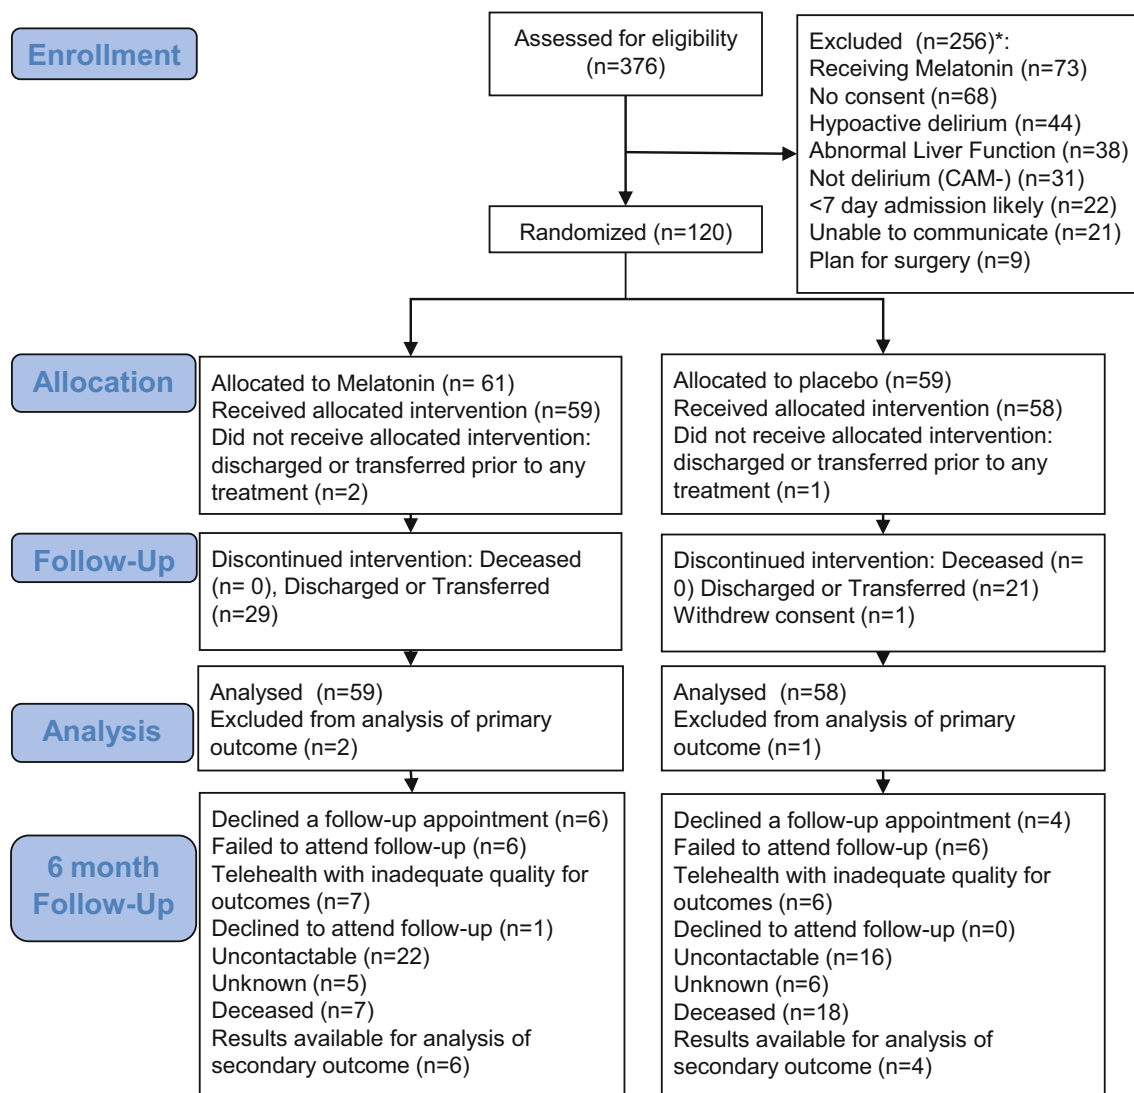 Enrollment
Assessed for eligibility
(n=376)
Excluded (n=256)*:
Receiving Melatonin (n=73)
No consent (n=68)
Hypoactive delirium (n=44)
Abnormal Liver Function (n=38)
Not delirium (CAM-) (n=31)
<7 day admission likely (n=22)
Unable to communicate (n=21)
Plan for surgery (n=9)
Randomized (n=120)
Allocation
Allocated to Melatonin (n= 61)
Received allocated intervention (n=59)
Did not receive allocated intervention:
discharged or transferred prior to any
treatment (n=2)
Allocated to placebo (n=59)
Received allocated intervention (n=58)
Did not receive allocated intervention:
discharged or transferred prior to any
treatment (n=1)
Follow-Up
Discontinued intervention: Deceased
(n= 0), Discharged or Transferred
(n=29)
Discontinued intervention: Deceased (n=
0) Discharged or Transferred (n=21)
Withdrew consent (n=1)
Analysis
Analysed (n=59)
Excluded from analysis of primary
outcome (n=2)
Analysed (n=58)
Excluded from analysis of primary
outcome (n=1)
6 month
Follow-Up
Declined a follow-up appointment (n=6)
Failed to attend follow-up (n=6)
Telehealth with inadequate quality for
outcomes (n=7)
Declined to attend follow-up (n=1)
Uncontactable (n=22)
Unknown (n=5)
Deceased (n=7)
Results available for analysis of
secondary outcome (n=6)
Declined a follow-up appointment (n=4)
Failed to attend follow-up (n=6)
Telehealth with inadequate quality for
outcomes (n=6)
Declined to attend follow-up (n=0)
Uncontactable (n=16)
Unknown (n=6)
Deceased (n=18)
Results available for analysis of
secondary outcome (n=4)